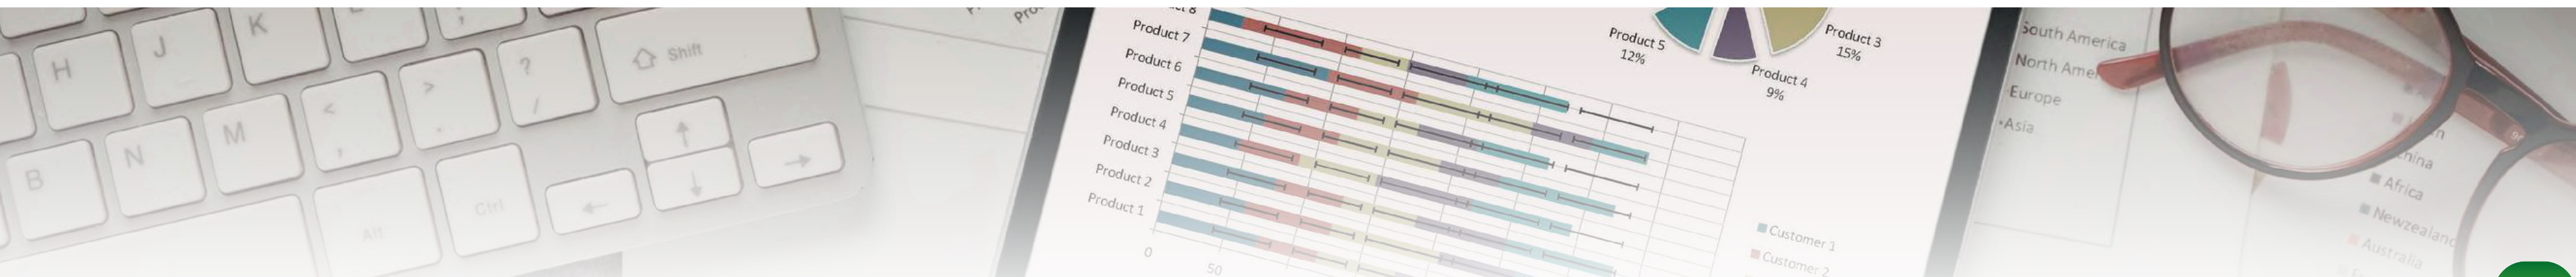 K
J
H
? /
Shift
< ,
> .
M
N
B
Ctrl
Alt
Product 7
Product 6
Product 5
Product 4
Product 3
Product 2
Product 1
0
50
Product 5
12%
Product 4
9%
Product 3
15%
Customer 1
Customer 2
South America
North Amer
Europe
Asia
Africa
Newzealand
Australia